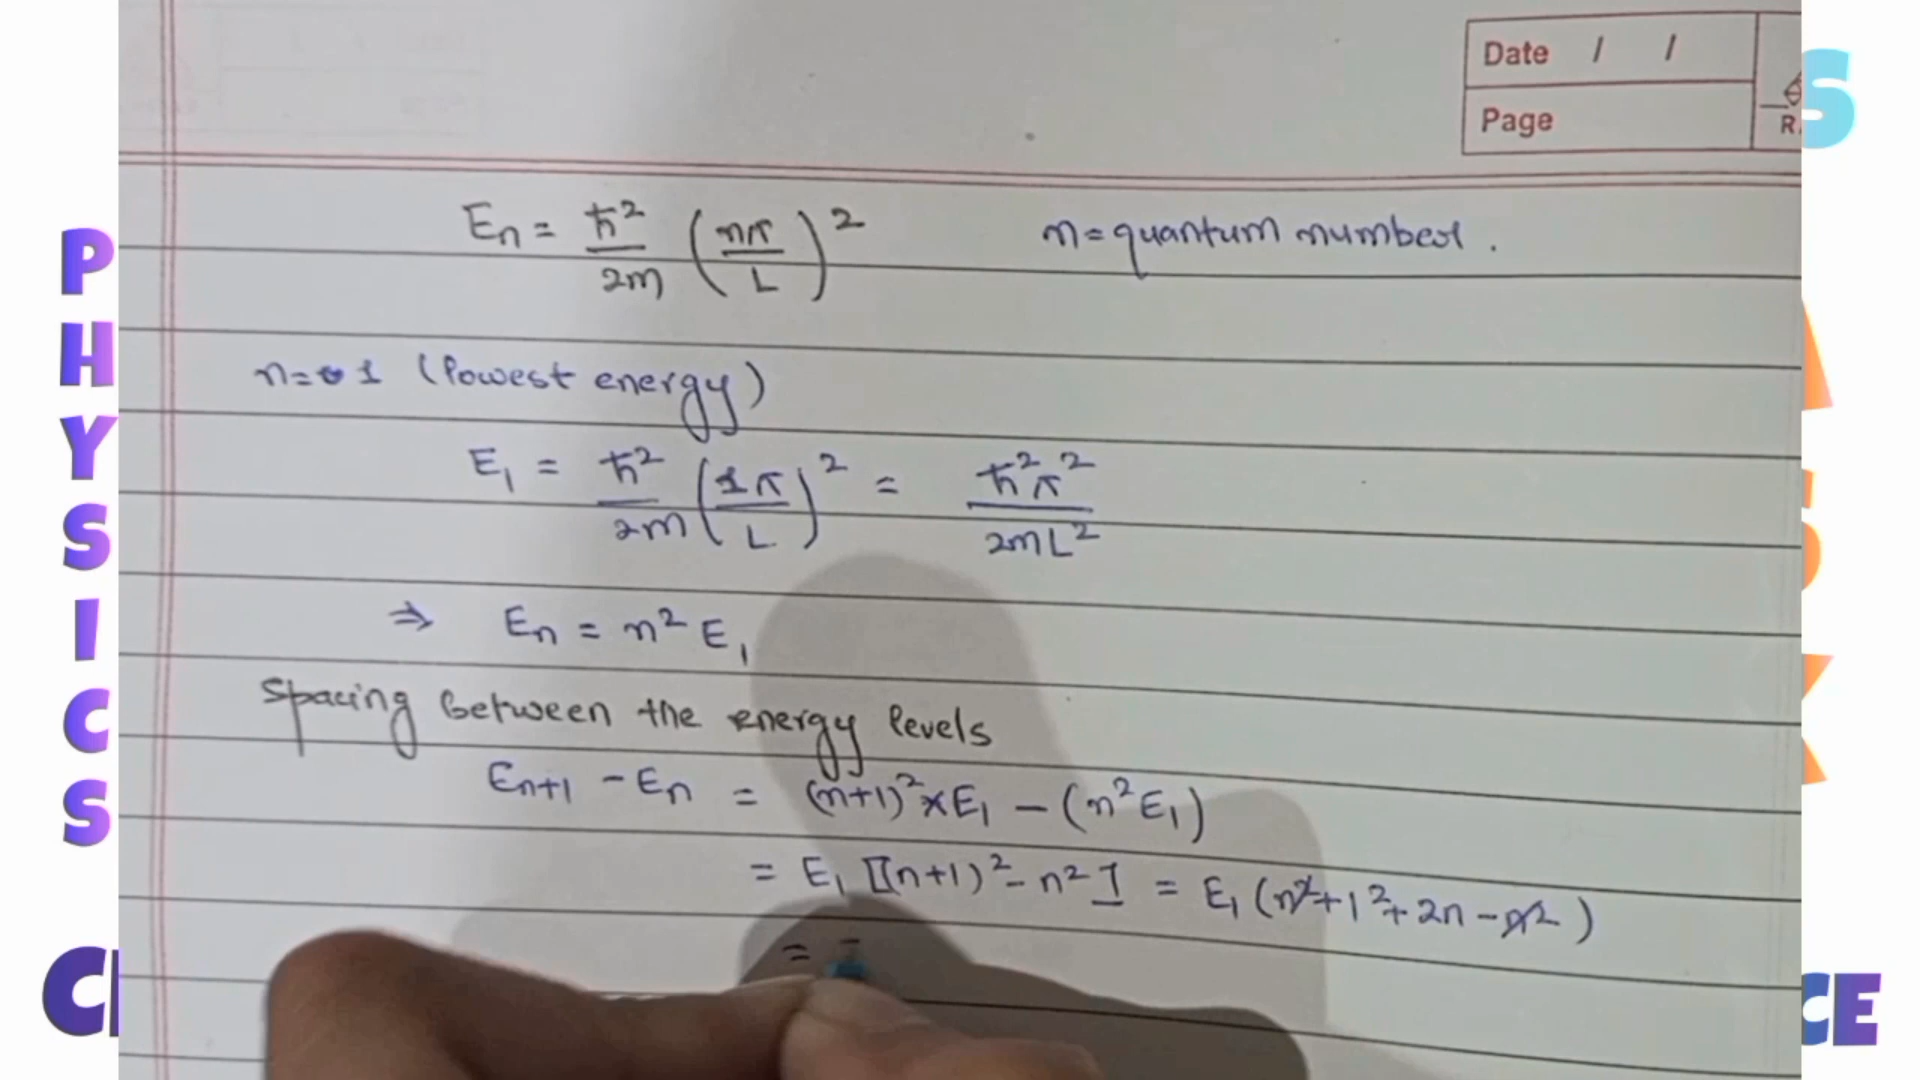 Date / /
Page
PHYSICS
S
CE
Eₙ = ħ²/2m (nπ/L)² n = quantum number.
n = 1 (lowest energy)
E₁ = ħ²/2m (1π/L)² = ħ²π²/2mL²
⇒ Eₙ = n² E₁
Spacing between the energy levels
Eₙ₊₁ − Eₙ = (n+1)² × E₁ − (n² E₁)
= E₁ [(n+1)² − n²] = E₁ (n² + 1² + 2n − n²)
=